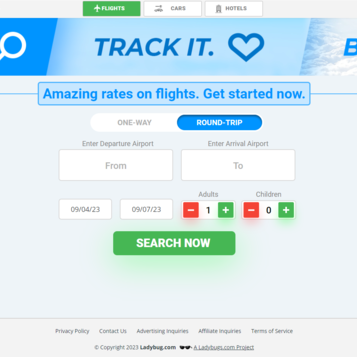 FLIGHTS CARS HOTELS
TRACK IT. B
Amazing rates on flights. Get started now.
ONE-WAY ROUND-TRIP
Enter Departure Airport Enter Arrival Airport
From To
Adults Children
09/04/23 09/07/23 − 1 + − 0 +
SEARCH NOW
Privacy Policy Contact Us Advertising Inquiries Affiliate Inquiries Terms of Service
© Copyright 2023 Ladybug.com A Ladybugs.com Project